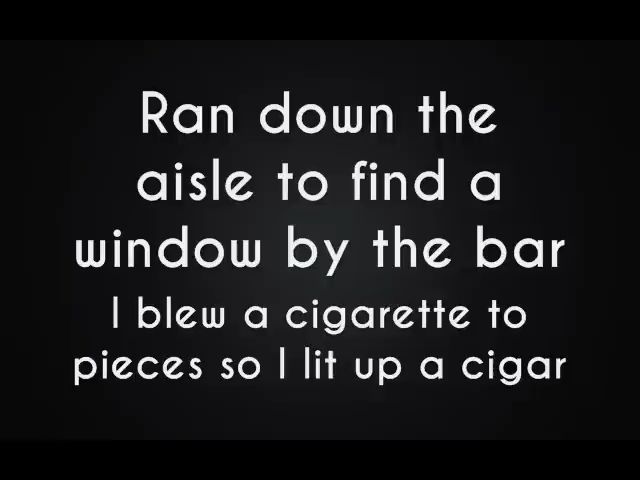 Ran down the
aisle to find a
window by the bar
I blew a cigarette to
pieces so I lit up a cigar